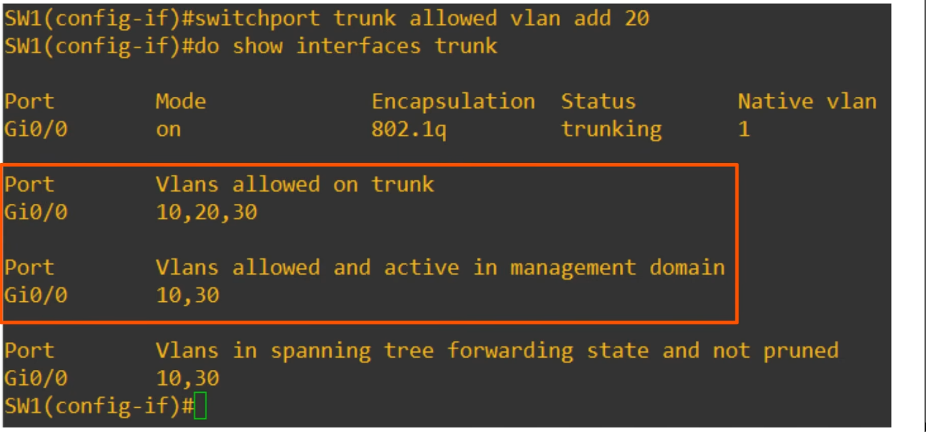 SW1(config-if)#switchport trunk allowed vlan add 20
SW1(config-if)#do show interfaces trunk
Port Mode Encapsulation Status Native vlan
Gi0/0 on 802.1q trunking 1
Port Vlans allowed on trunk
Gi0/0 10,20,30
Port Vlans allowed and active in management domain
Gi0/0 10,30
Port Vlans in spanning tree forwarding state and not pruned
Gi0/0 10,30
SW1(config-if)#